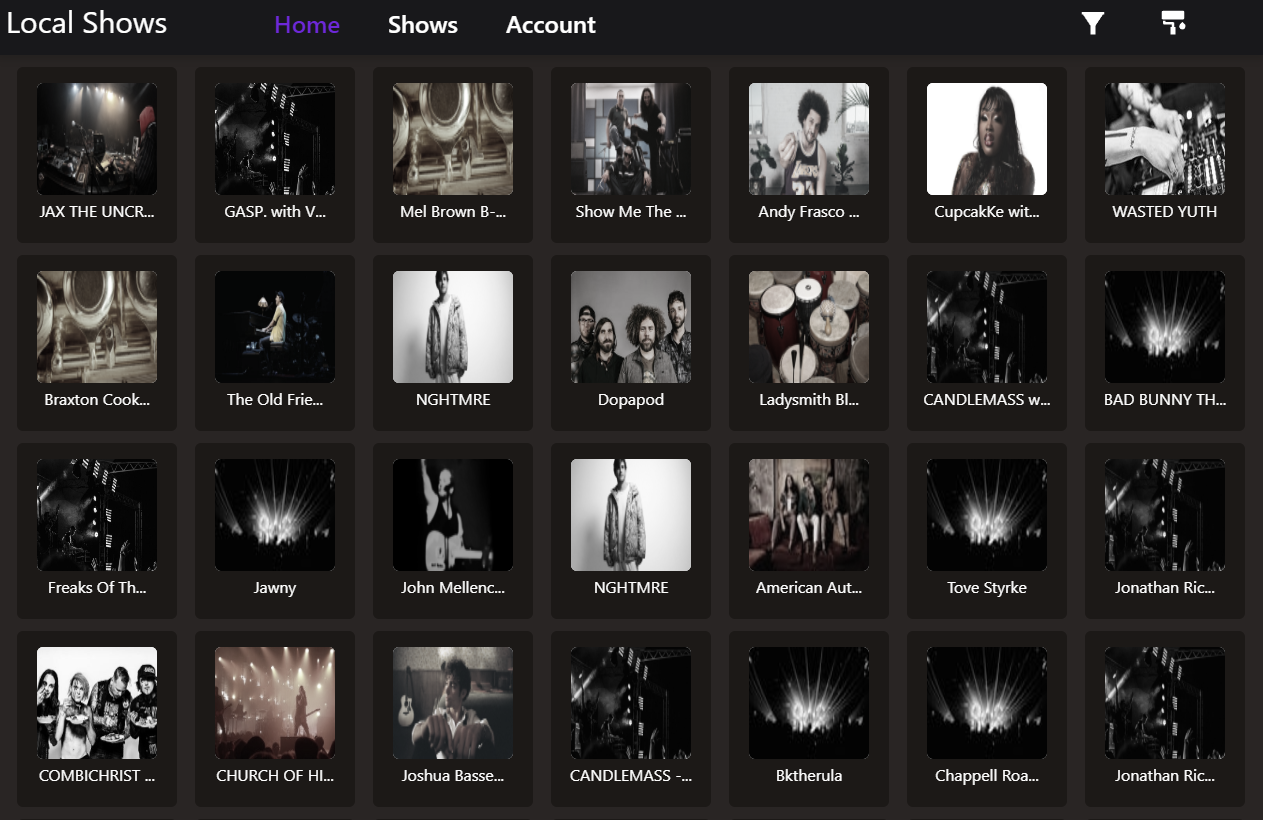 Local Shows
Home
Shows
Account
JAX THE UNCR...
GASP. with V...
Mel Brown B-...
Show Me The ...
Andy Frasco ...
CupcakKe wit...
WASTED YUTH
Braxton Cook...
The Old Frie...
NGHTMRE
Dopapod
Ladysmith Bl...
CANDLEMASS w...
BAD BUNNY TH...
Freaks Of Th...
Jawny
John Mellenc...
NGHTMRE
American Aut...
Tove Styrke
Jonathan Ric...
COMBICHRIST ...
CHURCH OF HI...
Joshua Basse...
CANDLEMASS -...
Bktherula
Chappell Roa...
Jonathan Ric...